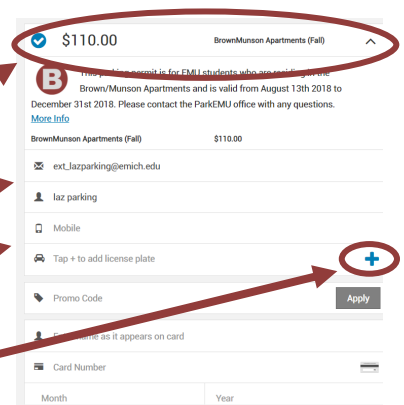 $110.00 BrownMunson Apartments (Fall)
B This parking permit is for EMU students who are residing in the
Brown/Munson Apartments and is valid from August 13th 2018 to
December 31st 2018. Please contact the ParkEMU office with any questions.
More Info
BrownMunson Apartments (Fall) $110.00
ext_lazparking@emich.edu
laz parking
Mobile
Tap + to add license plate
Promo Code Apply
name as it appears on card
Card Number
Month Year